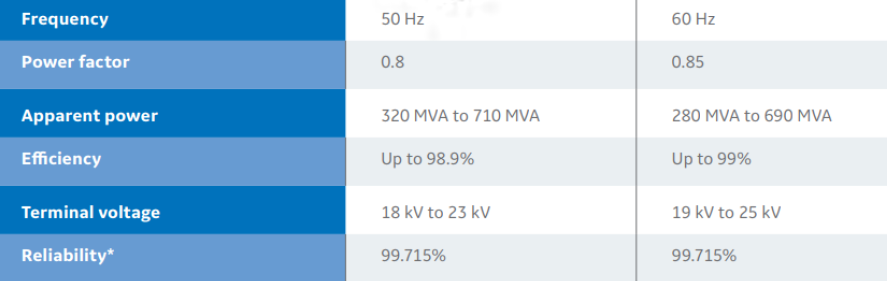 Frequency 50 Hz 60 Hz
Power factor 0.8 0.85
Apparent power 320 MVA to 710 MVA 280 MVA to 690 MVA
Efficiency Up to 98.9% Up to 99%
Terminal voltage 18 kV to 23 kV 19 kV to 25 kV
Reliability* 99.715% 99.715%